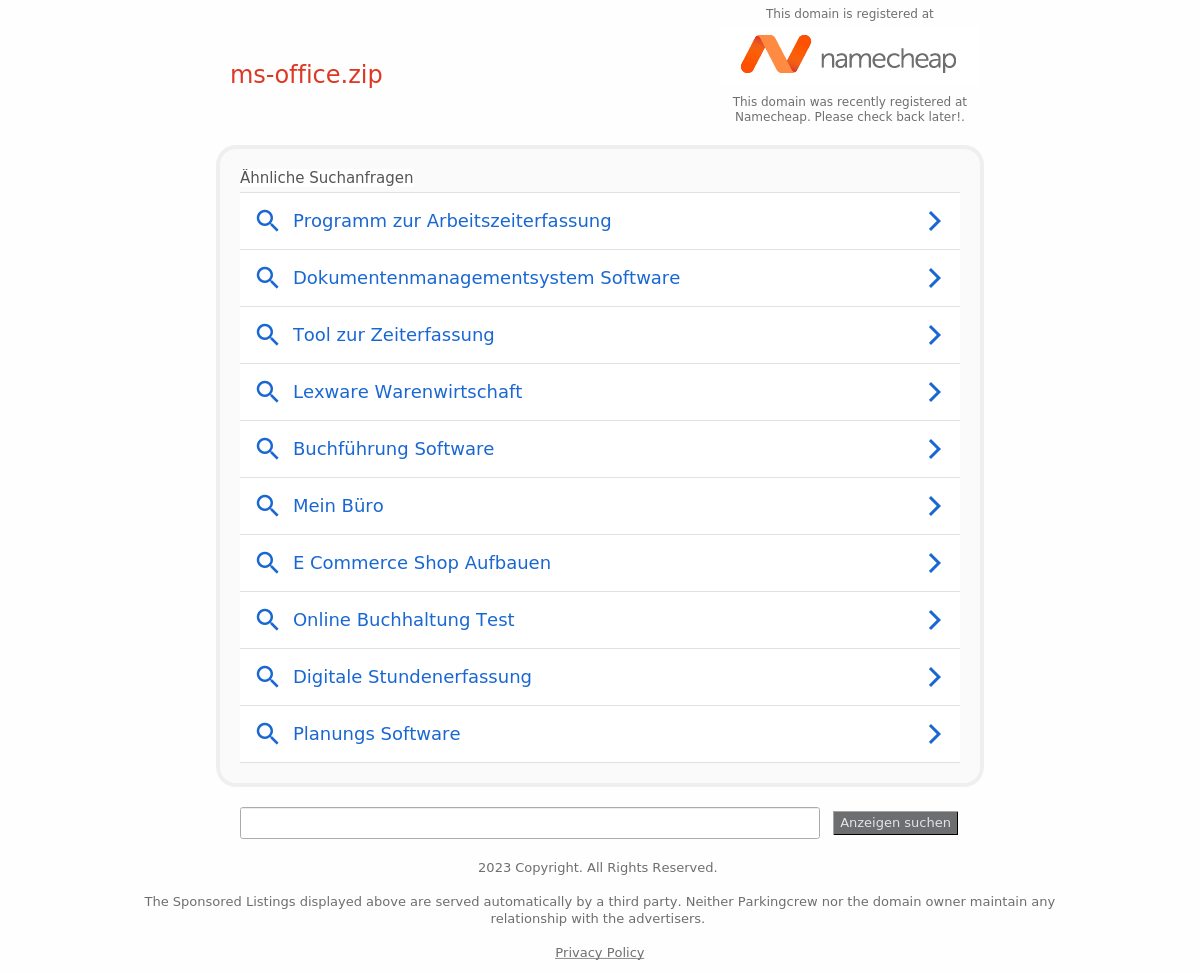 This domain is registered at
namecheap
ms-office.zip
This domain was recently registered at
Namecheap. Please check back later!.
Ähnliche Suchanfragen
Programm zur Arbeitszeiterfassung
Dokumentenmanagementsystem Software
Tool zur Zeiterfassung
Lexware Warenwirtschaft
Buchführung Software
Mein Büro
E Commerce Shop Aufbauen
Online Buchhaltung Test
Digitale Stundenerfassung
Planungs Software
Anzeigen suchen
2023 Copyright. All Rights Reserved.
The Sponsored Listings displayed above are served automatically by a third party. Neither Parkingcrew nor the domain owner maintain any
relationship with the advertisers.
Privacy Policy